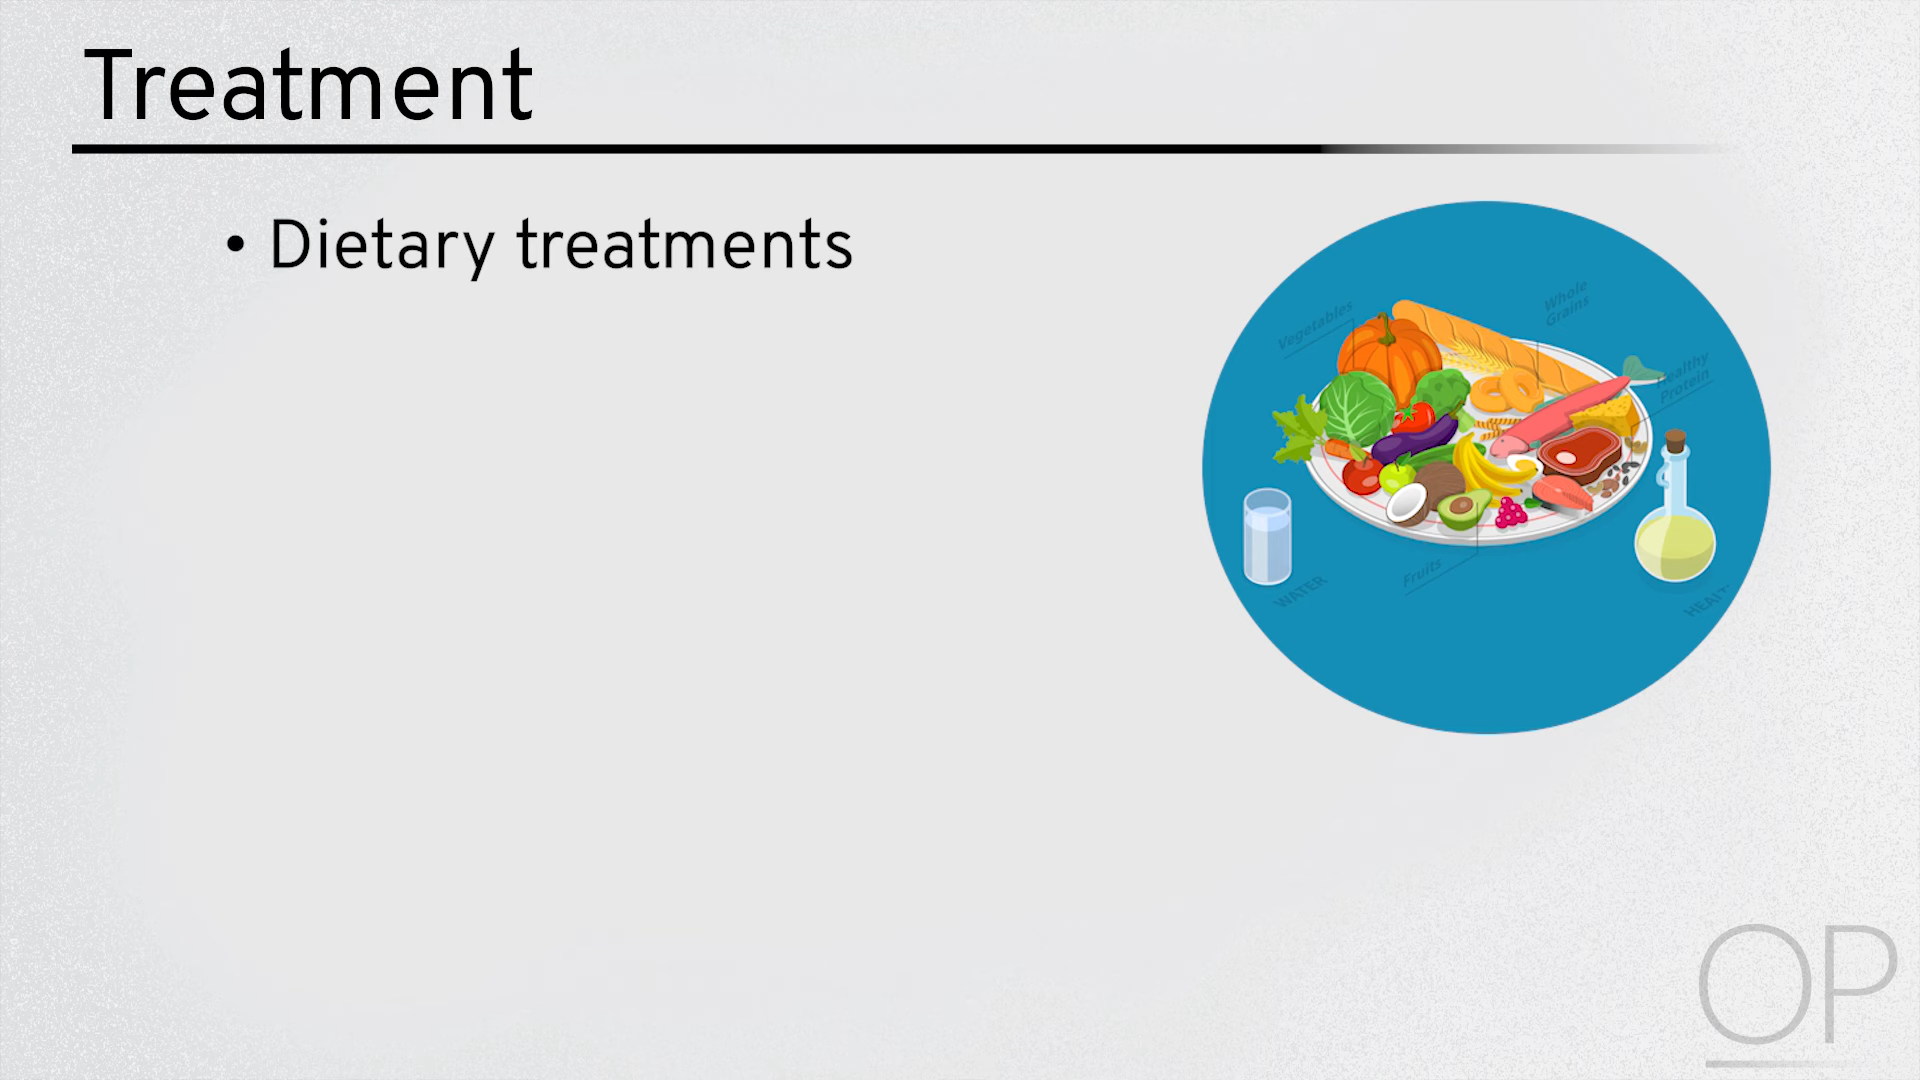 Treatment
• Dietary treatments
Vegetables
Whole
Grains
Healthy
Protein
Fruits
WATER
OP